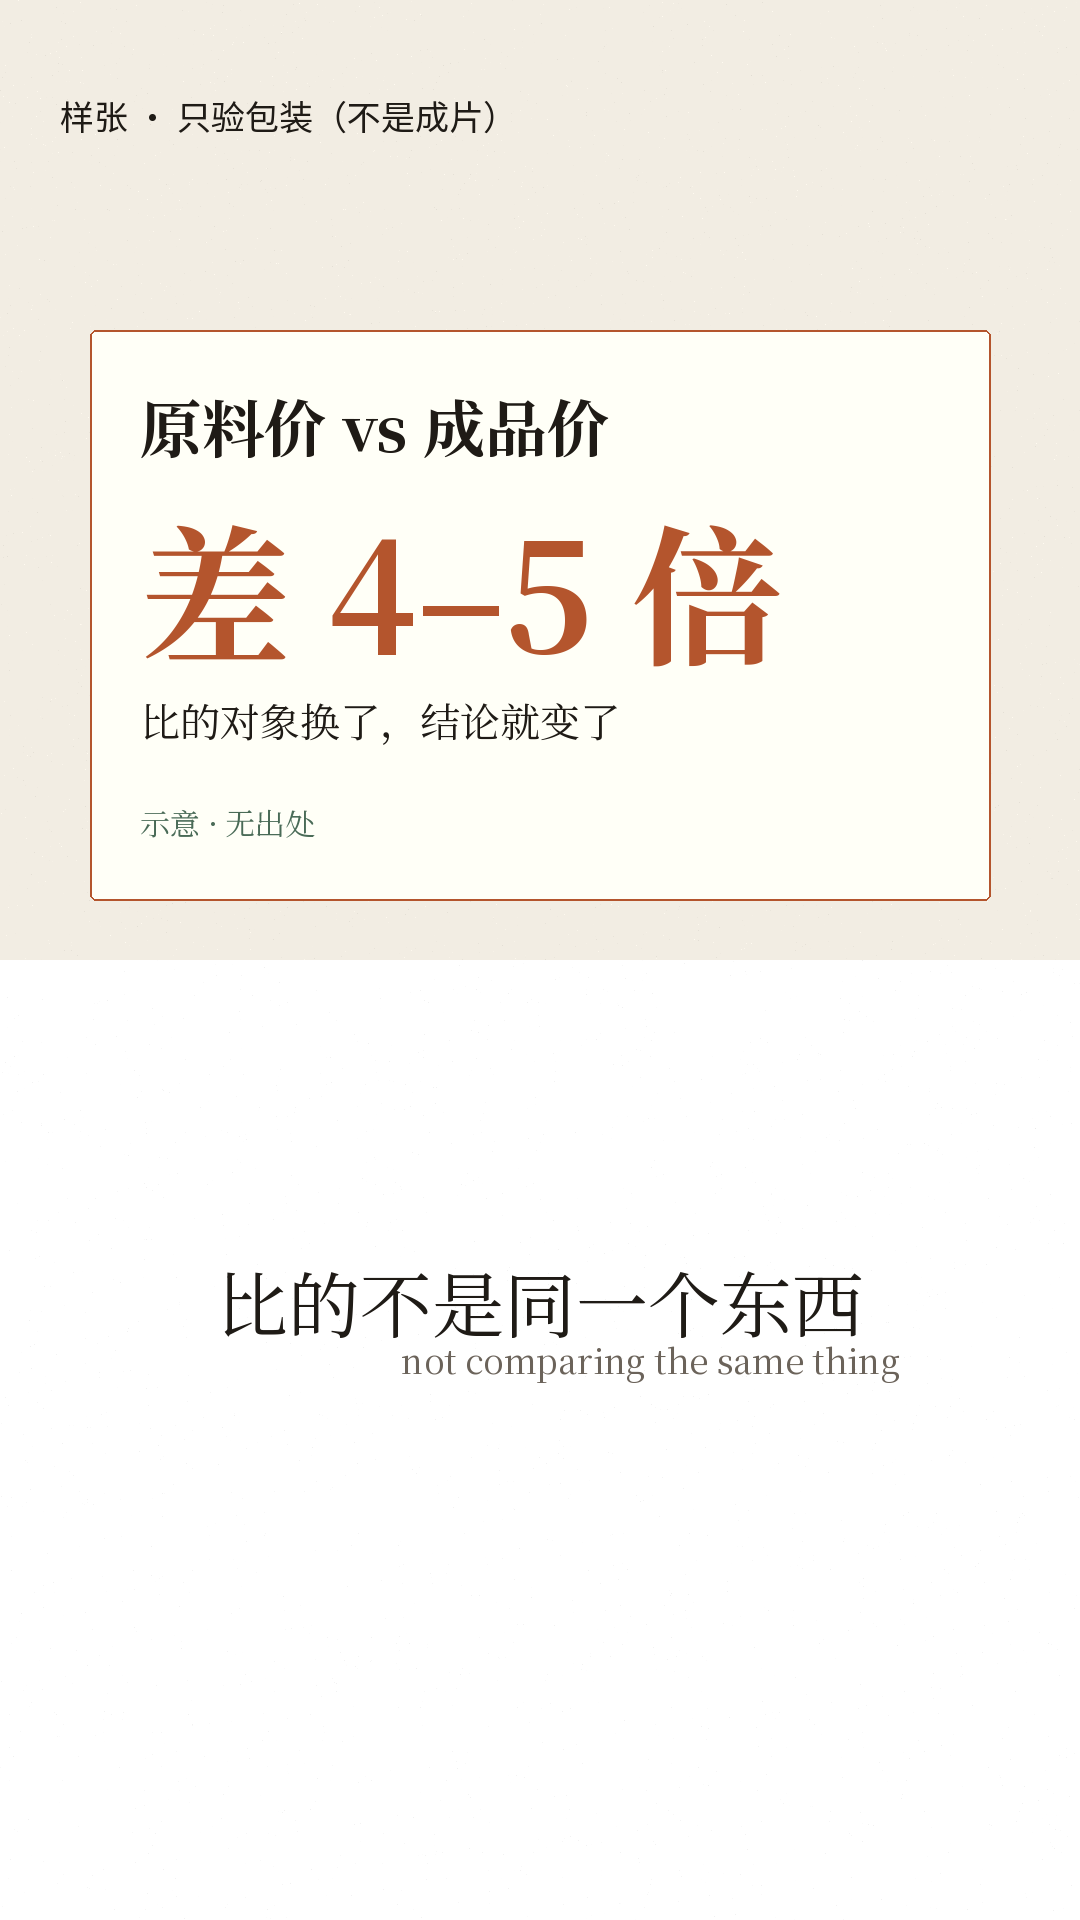 样张 · 只验包装（不是成片）
原料价 vs 成品价
差 4–5 倍
比的对象换了，结论就变了
示意 · 无出处
比的不是同一个东西
not comparing the same thing